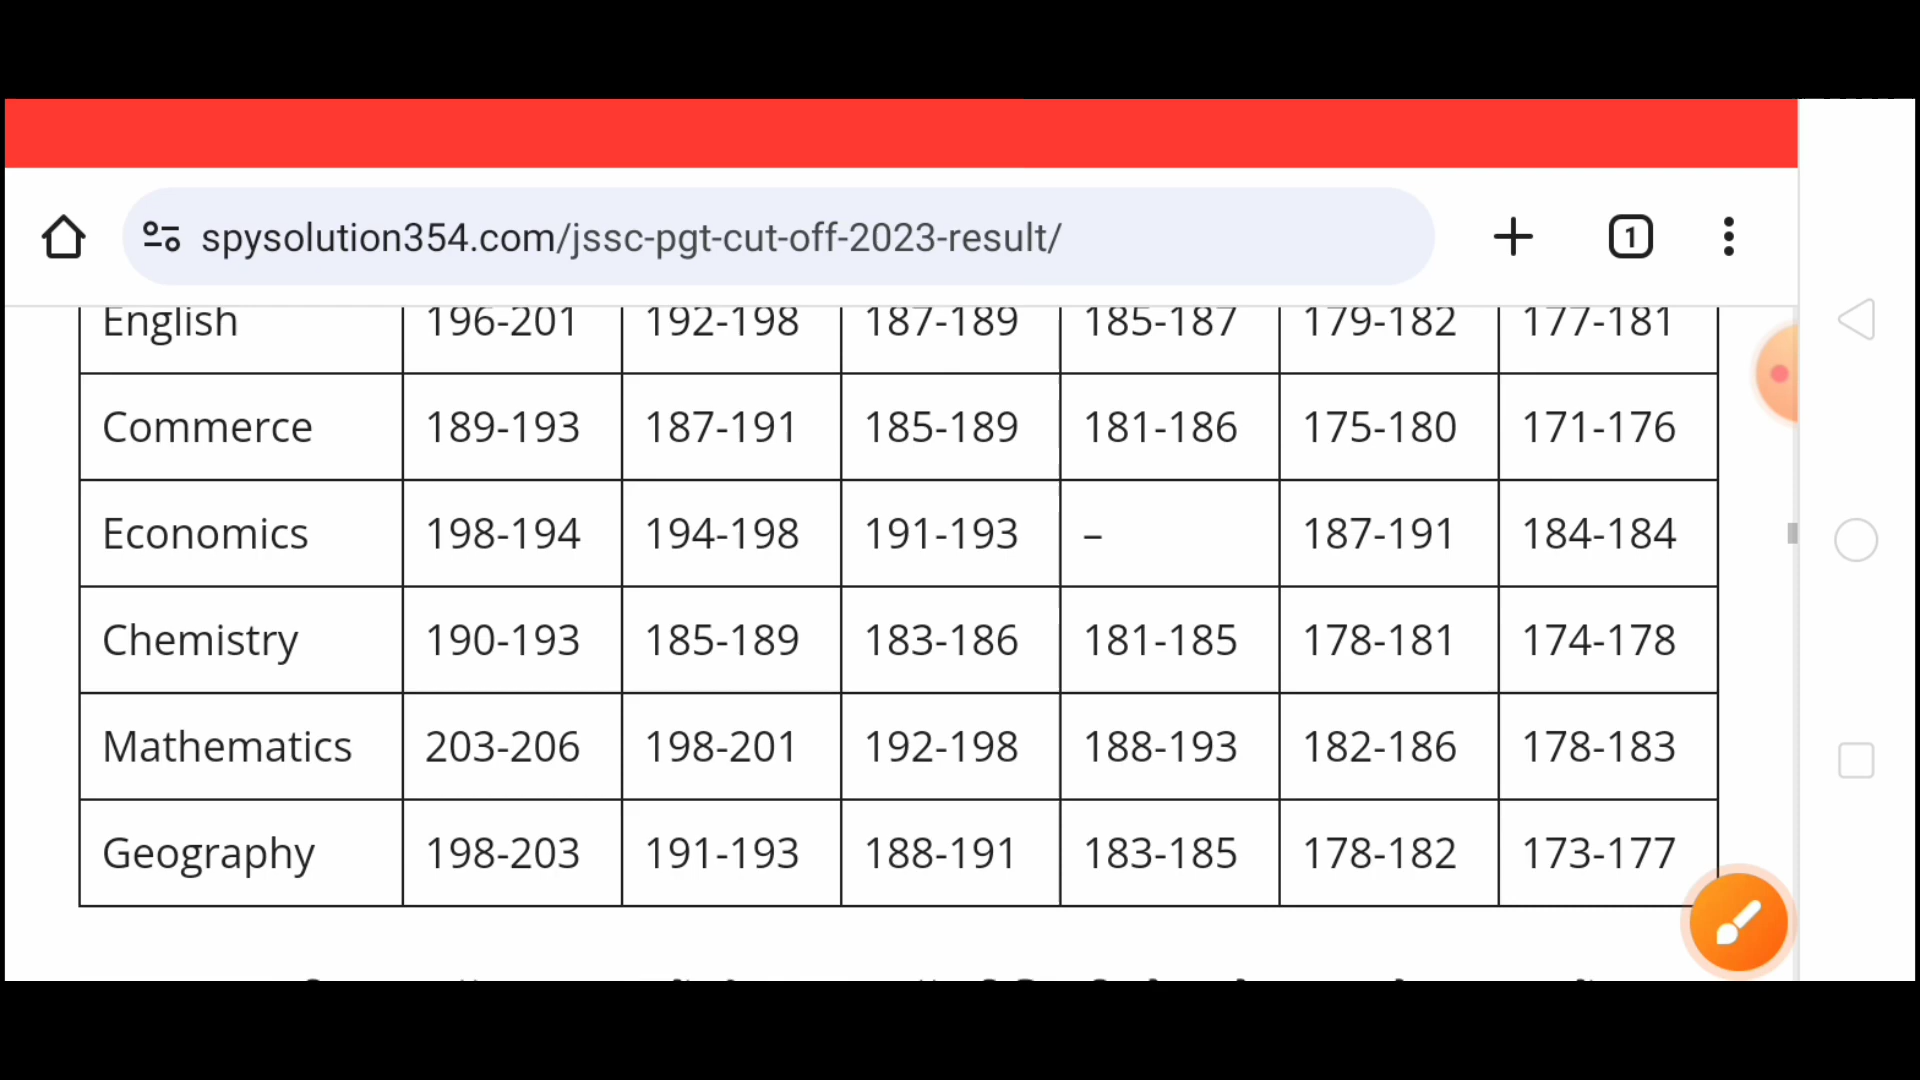 spysolution354.com/jssc-pgt-cut-off-2023-result/
1
English 196-201 192-198 187-189 185-187 179-182 177-181
Commerce 189-193 187-191 185-189 181-186 175-180 171-176
Economics 198-194 194-198 191-193 – 187-191 184-184
Chemistry 190-193 185-189 183-186 181-185 178-181 174-178
Mathematics 203-206 198-201 192-198 188-193 182-186 178-183
Geography 198-203 191-193 188-191 183-185 178-182 173-177